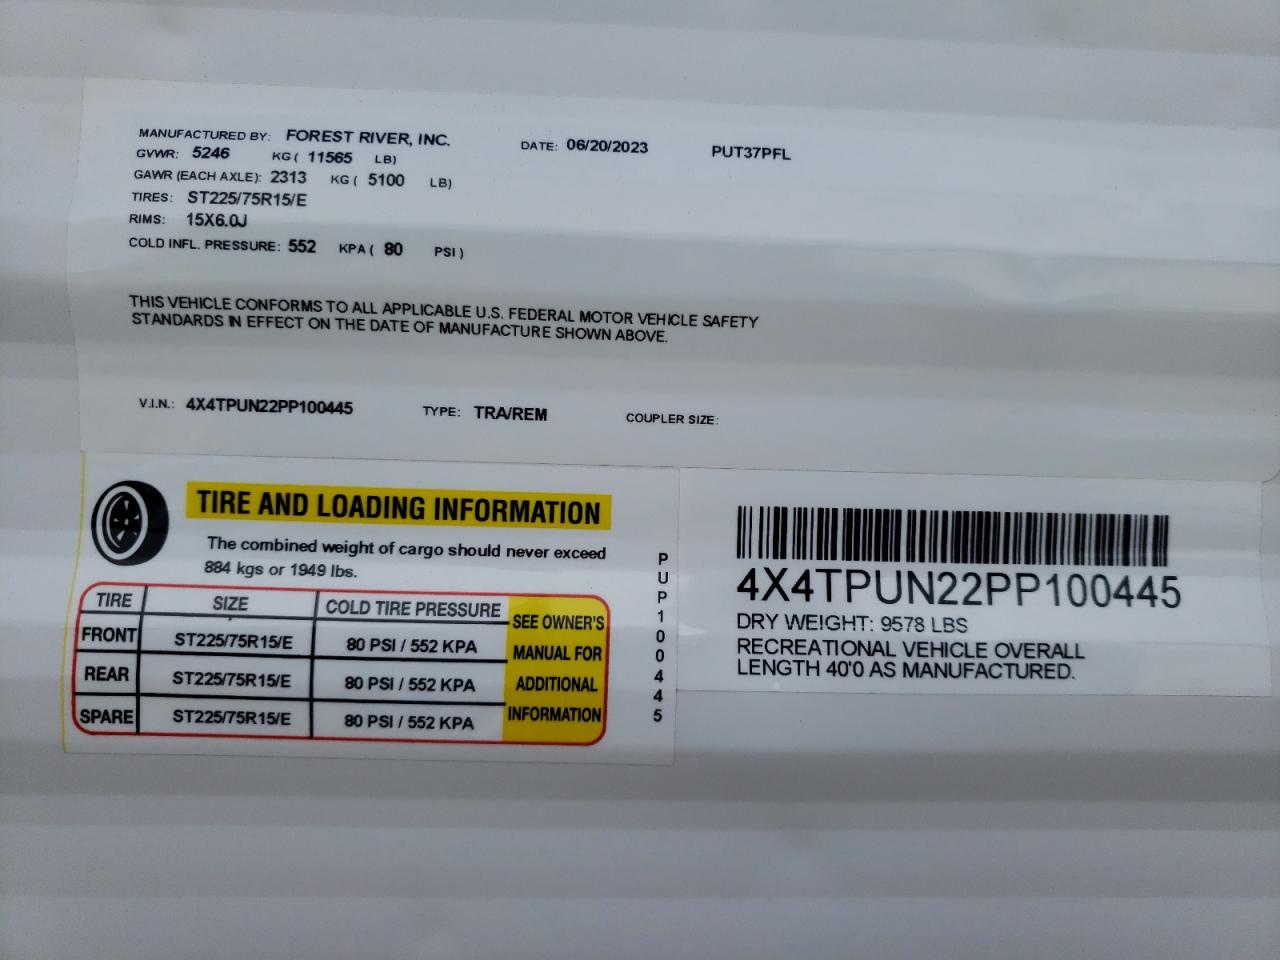 MANUFACTURED BY: FOREST RIVER, INC. DATE: 06/20/2023 PUT37PFL
GVWR: 5246 KG ( 11565 LB)
GAWR (EACH AXLE): 2313 KG ( 5100 LB)
TIRES: ST225/75R15/E
RIMS: 15X6.0J
COLD INFL. PRESSURE: 552 KPA ( 80 PSI )
THIS VEHICLE CONFORMS TO ALL APPLICABLE U.S. FEDERAL MOTOR VEHICLE SAFETY
STANDARDS IN EFFECT ON THE DATE OF MANUFACTURE SHOWN ABOVE.
V.I.N.: 4X4TPUN22PP100445 TYPE: TRA/REM COUPLER SIZE:
TIRE AND LOADING INFORMATION
The combined weight of cargo should never exceed
884 kgs or 1949 lbs.
TIRE SIZE COLD TIRE PRESSURE
FRONT ST225/75R15/E 80 PSI / 552 KPA
REAR ST225/75R15/E 80 PSI / 552 KPA
SPARE ST225/75R15/E 80 PSI / 552 KPA
SEE OWNER'S
MANUAL FOR
ADDITIONAL
INFORMATION
PUP100445
4X4TPUN22PP100445
DRY WEIGHT: 9578 LBS
RECREATIONAL VEHICLE OVERALL
LENGTH 40'0 AS MANUFACTURED.